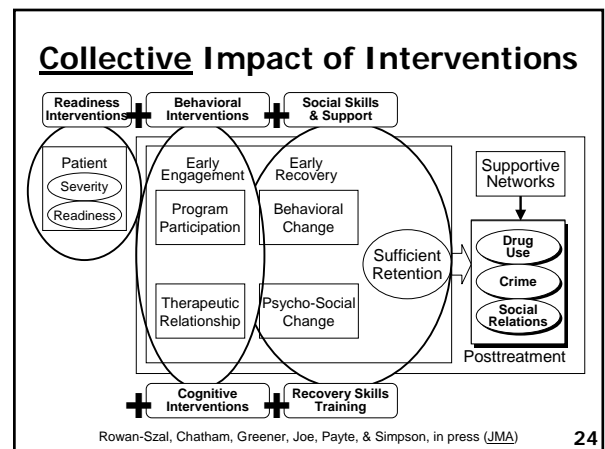 Collective Impact of Interventions
Readiness
Interventions
+
Behavioral
Interventions
+
Social Skills
& Support
Patient
Severity
Readiness
Early
Engagement
Program
Participation
Therapeutic
Relationship
Early
Recovery
Behavioral
Change
Psycho-Social
Change
Sufficient
Retention
Supportive
Networks
Drug
Use
Crime
Social
Relations
Posttreatment
+
Cognitive
Interventions
+
Recovery Skills
Training
Rowan-Szal, Chatham, Greener, Joe, Payte, & Simpson, in press (JMA)
24